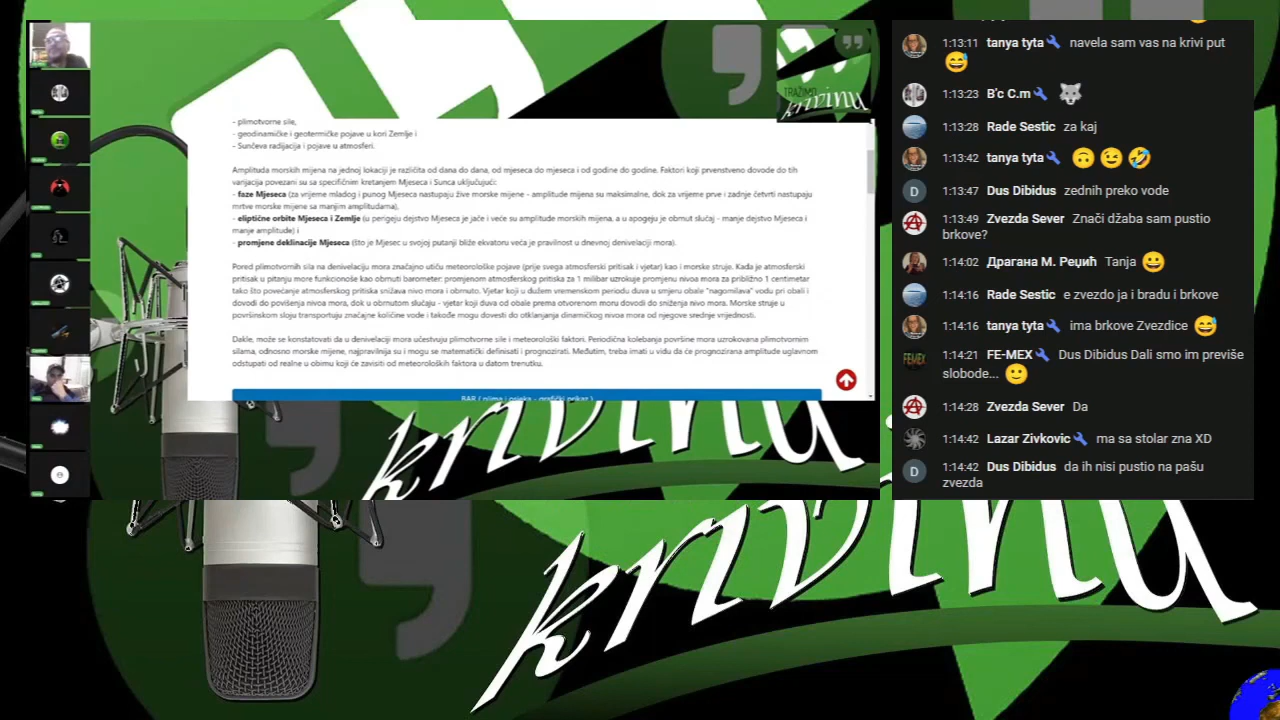 TRAŽIMO
krivinu
- plimotvorne sile,
- geodinamičke i geotermičke pojave u kori Zemlje i
- Sunčeva radijacija i pojave u atmosferi.
Amplituda morskih mijena na jednoj lokaciji je različita od dana do dana, od mjeseca do mjeseca i od godine do godine. Faktori koji prvenstveno dovode do tih
varijacija povezani su sa specifičnim kretanjem Mjeseca i Sunca uključujući:
- faze Mjeseca (za vrijeme mladog i punog Mjeseca nastupaju žive morske mijene - amplitude mijena su maksimalne, dok za vrijeme prve i zadnje četvrti nastupaju
mrtve morske mijene sa manjim amplitudama),
- eliptične orbite Mjeseca i Zemlje (u perigeju dejstvo Mjeseca je jače i veće su amplitude morskih mijena, a u apogeju je obrnut slučaj - manje dejstvo Mjeseca i
manje amplitude) i
- promjene deklinacije Mjeseca (što je Mjesec u svojoj putanji bliže ekvatoru veća je pravilnost u dnevnoj denivelaciji mora).
Pored plimotvornih sila na denivelaciju mora značajno utiču meteorološke pojave (prije svega atmosferski pritisak i vjetar) kao i morske struje. Kada je atmosferski
pritisak u pitanju more funkcionoše kao obrnuti barometer: promjenom atmosferskog pritiska za 1 milibar uzrokuje promjenu nivoa mora za približno 1 centimetar
tako što povećanje atmosferskog pritiska snižava nivo mora i obrnuto. Vjetar koji u dužem vremenskom periodu duva u smjeru obale "nagomilava" vodu pri obali i
dovodi do povišenja nivoa mora, dok u obrnutom slučaju - vjetar koji duva od obale prema otvorenom moru dovodi do sniženja nivo mora. Morske struje u
površinskom sloju transportuju značajne količine vode i takođe mogu dovesti do otklanjanja dinamičkog nivoa mora od njegove srednje vrijednosti.
Dakle, može se konstatovati da u denivelaciji mora učestvuju plimotvorne sile i meteorološki faktori. Periodična kolebanja površine mora uzrokovana plimotvornim
silama, odnosno morske mijene, najpravilnija su i mogu se matematički definisati i prognozirati. Međutim, treba imati u vidu da će prognozirana amplitude uglavnom
odstupati od realne u obimu koji će zavisiti od meteoroloških faktora u datom trenutku.
BAR ( plima i osjeka - grafički prikaz )
krivinu
krivinu
1:13:11 tanya tyta navela sam vas na krivi put
😅
1:13:23 B'c C.m 🐺
1:13:28 Rade Sestic za kaj
1:13:42 tanya tyta 🙃 😉 🤣
1:13:47 Dus Dibidus zednih preko vode
1:13:49 Zvezda Sever Znači džaba sam pustio
brkove?
1:14:02 Драгана М. Рецић Tanja 😀
1:14:16 Rade Sestic e zvezdo ja i bradu i brkove
1:14:16 tanya tyta ima brkove Zvezdice 😅
1:14:21 FE-MEX Zvus ukinuo bi ja tebi previše
slobode... 🙂
1:14:28 Zvezda Sever Da
1:14:42 Lazar Zivkovic ma sa stolar zna XD
D 1:14:42 Dus Dibidus da ih nisi pustio na pašu
zvezda